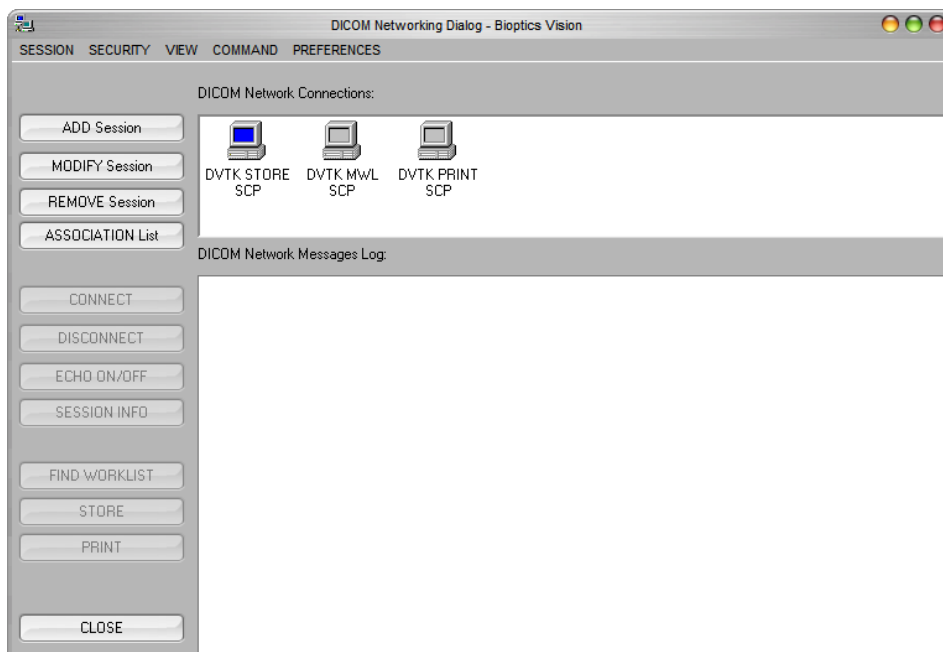 DICOM Networking Dialog - Bioptics Vision
SESSION SECURITY VIEW COMMAND PREFERENCES
DICOM Network Connections:
ADD Session
MODIFY Session
REMOVE Session
ASSOCIATION List
DVTK STORE
SCP
DVTK MWL
SCP
DVTK PRINT
SCP
DICOM Network Messages Log:
CONNECT
DISCONNECT
ECHO ON/OFF
SESSION INFO
FIND WORKLIST
STORE
PRINT
CLOSE